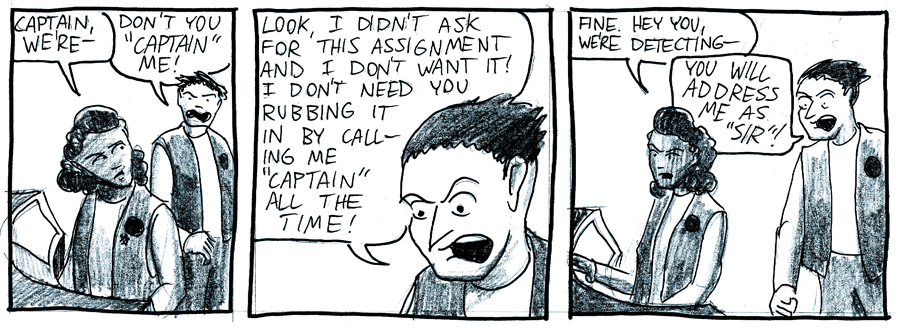 CAPTAIN,
WE'RE—
DON'T YOU
"CAPTAIN"
ME!
LOOK, I DIDN'T ASK
FOR THIS ASSIGNMENT
AND I DON'T WANT IT!
I DON'T NEED YOU
RUBBING IT
IN BY CALL—
ING ME
"CAPTAIN"
ALL THE
TIME!
FINE. HEY YOU,
WE'RE DETECTING—
YOU WILL
ADDRESS
ME AS
"SIR"!